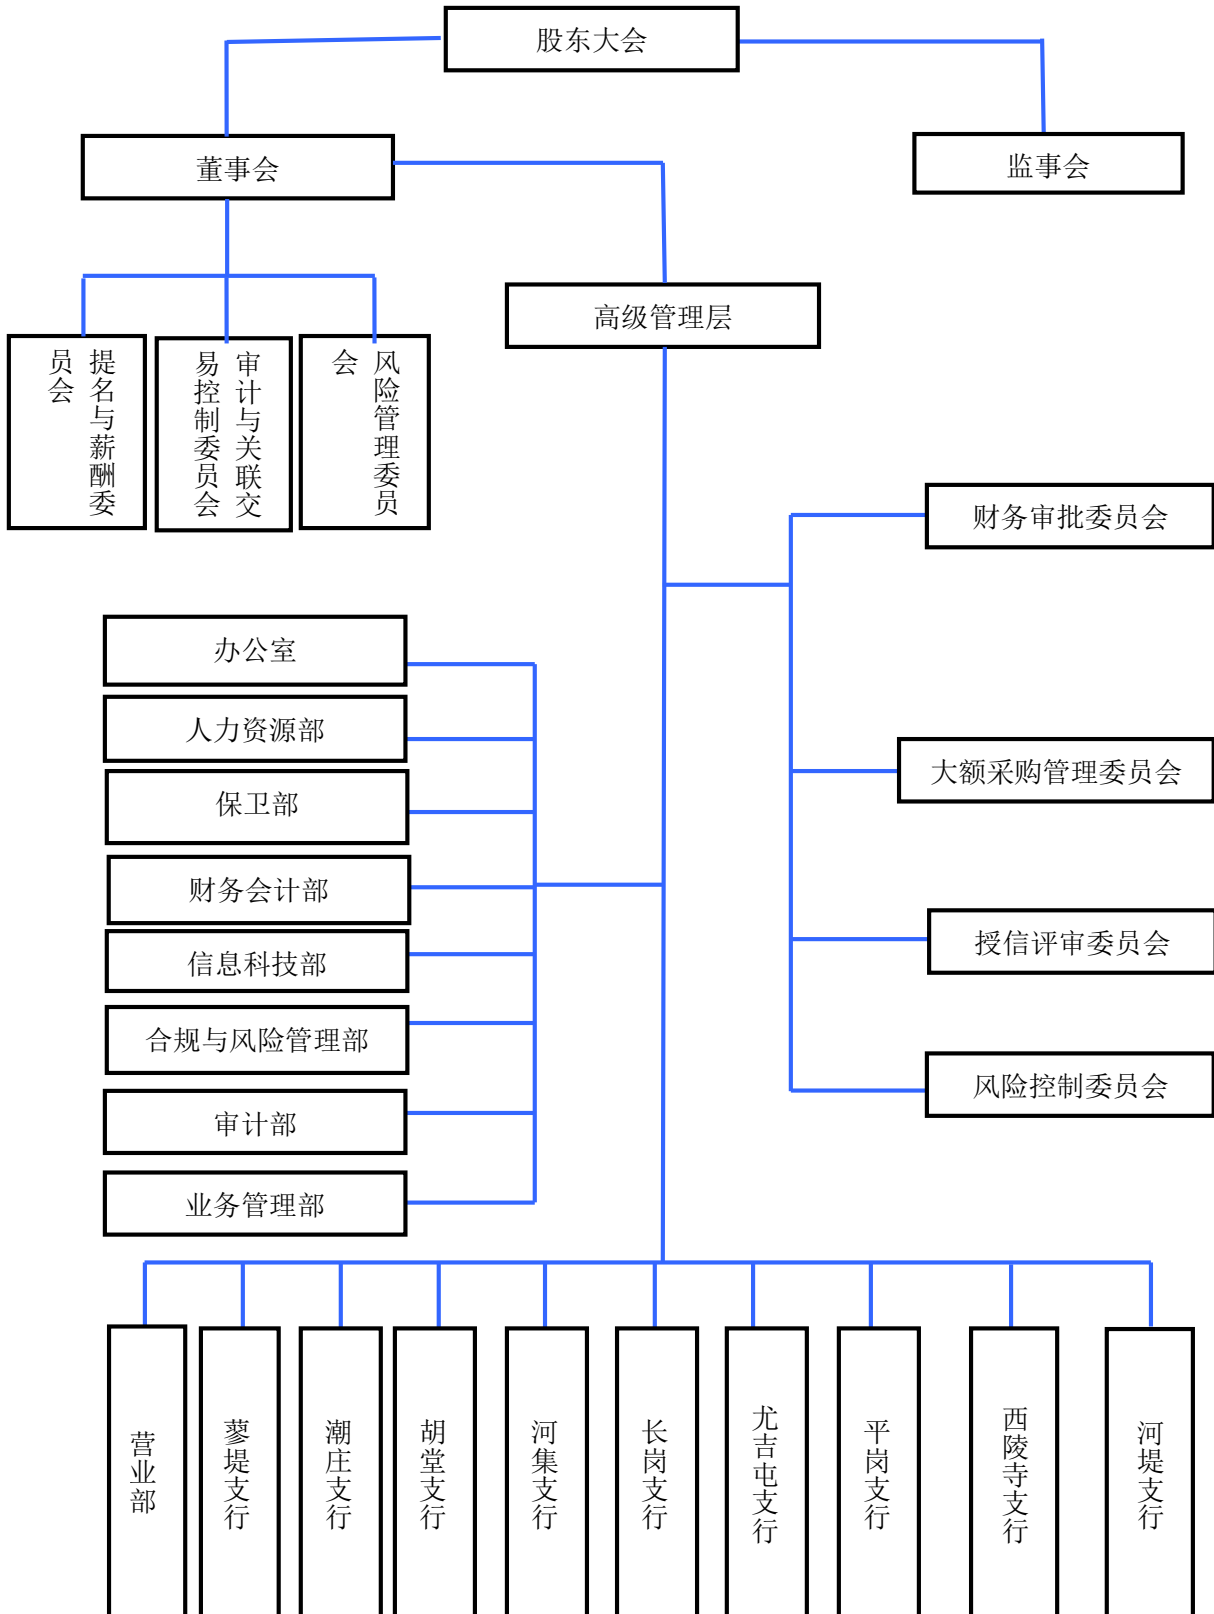 股东大会
董事会
监事会
高级管理层
提名与薪酬委
员会
审计与关联交
易控制委员会
风险管理委员
会
财务审批委员会
大额采购管理委员会
授信评审委员会
风险控制委员会
办公室
人力资源部
保卫部
财务会计部
信息科技部
合规与风险管理部
审计部
业务管理部
营业部
蓼堤支行
潮庄支行
胡堂支行
河集支行
长岗支行
尤吉屯支行
平岗支行
西陵寺支行
河堤支行